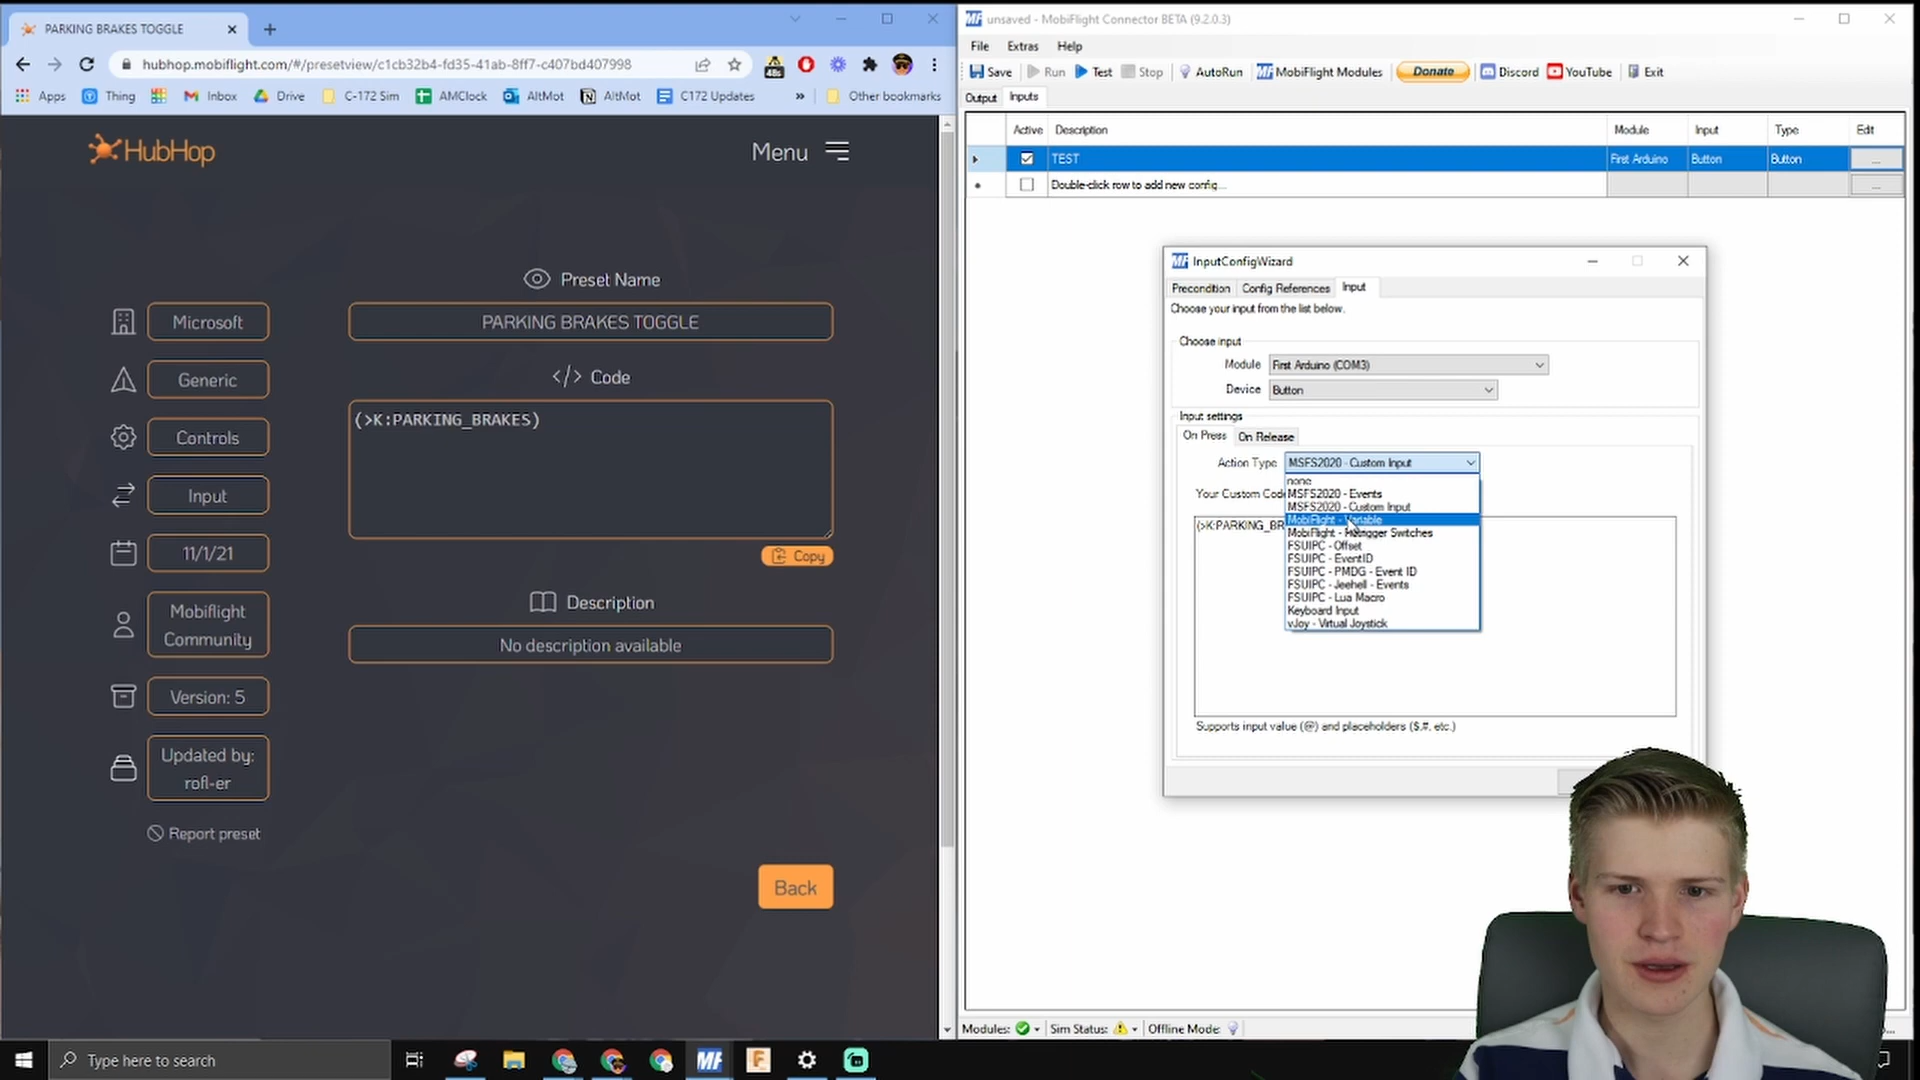 PARKING BRAKES TOGGLE
hubhop.mobiflight.com/#/presetview/c1cb32b4-fd35-41ab-8ff7-c407bd407998
48s
Apps Thing Inbox Drive C-172 Sim AMClock AltMot AltMot C172 Updates » Other bookmarks
HubHop
Menu
Preset Name
Microsoft
PARKING BRAKES TOGGLE
Generic
</> Code
(>K:PARKING_BRAKES)
Controls
Input
11/1/21
Copy
Mobiflight
Community
Description
No description available
Version: 5
Updated by:
rofl-er
Report preset
Back
Type here to search
MF unsaved - MobiFlight Connector BETA (9.2.0.3)
File Extras Help
Save Run Test Stop AutoRun MF MobiFlight Modules Donate Discord YouTube Exit
Output Inputs
Active Description Module Input Type Edit
TEST First Arduino Button Button ...
Double-click row to add new config... ...
MF InputConfigWizard
Precondition Config References Input
Choose your input from the list below.
Choose input
Module First Arduino (COM3)
Device Button
Input settings
On Press On Release
Action Type MSFS2020 - Custom Input
none
MSFS2020 - Events
MSFS2020 - Custom Input
MobiFlight - Variable
MobiFlight - Retrigger Switches
FSUIPC - Offset
FSUIPC - EventID
FSUIPC - PMDG - Event ID
FSUIPC - Jeehell - Events
FSUIPC - Lua Macro
Keyboard Input
vJoy - Virtual Joystick
Your Custom Code
(>K:PARKING_BR
Supports input value (@) and placeholders ($,#, etc.)
Modules: Sim Status: Offline Mode:
MF
F